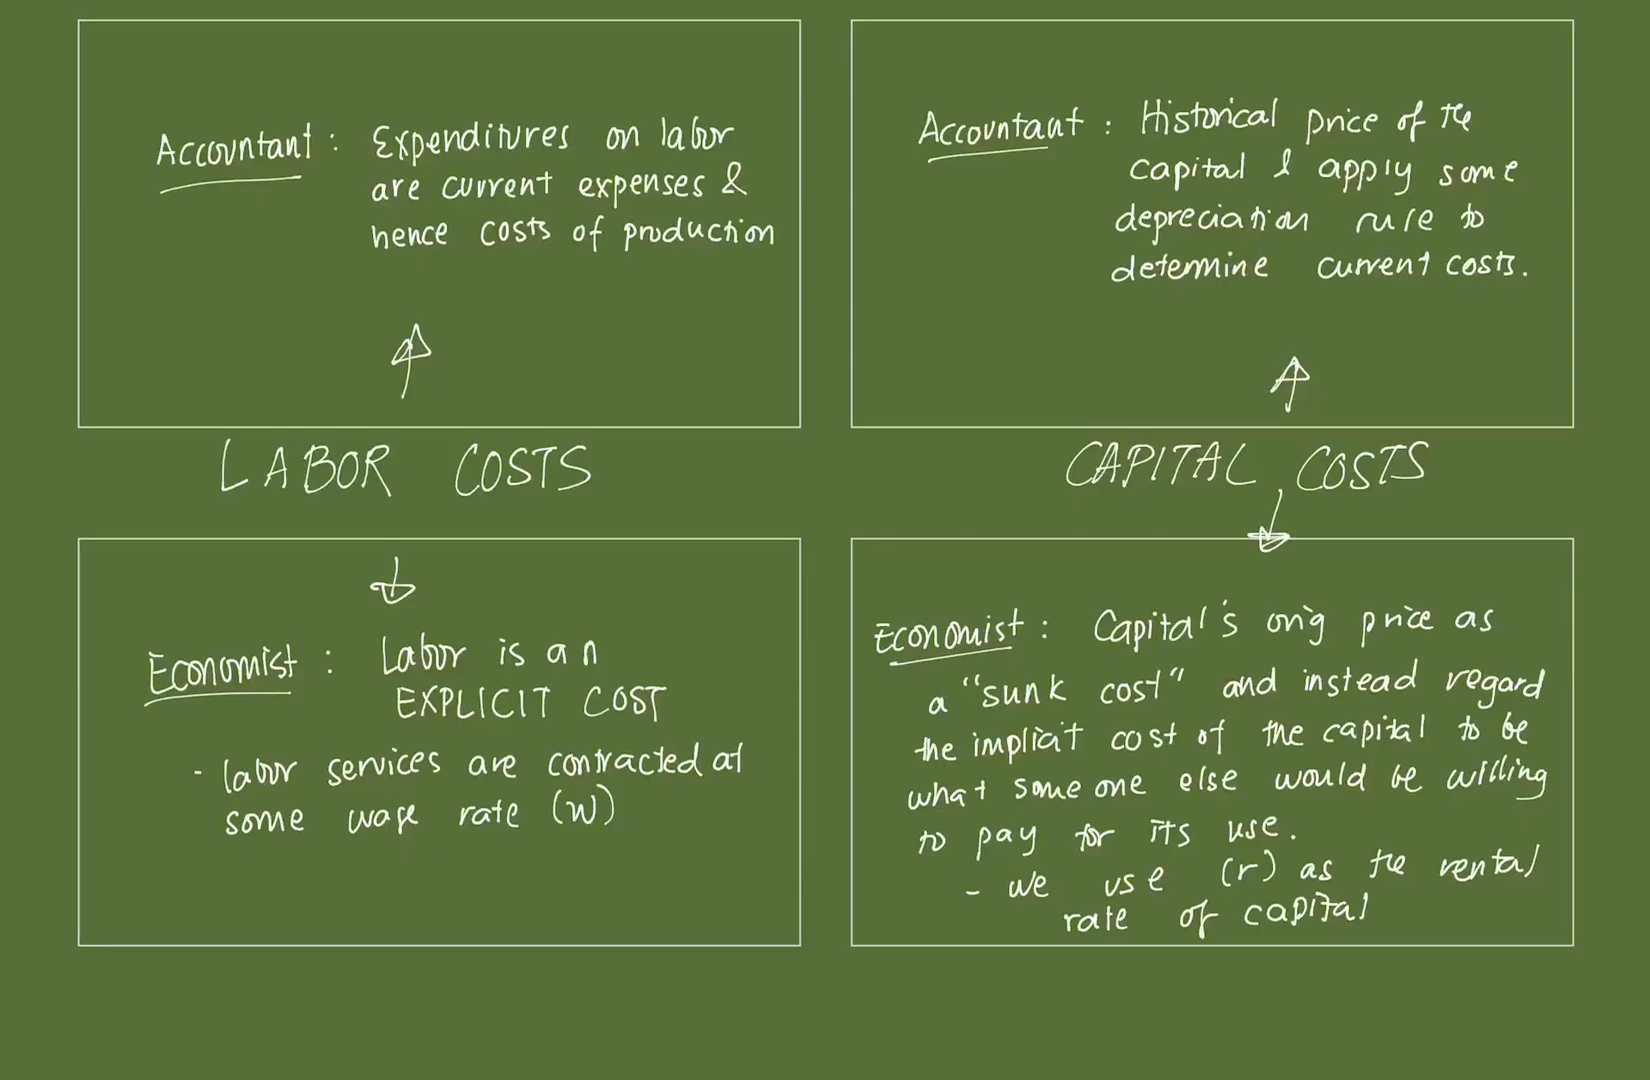 Accountant : Expenditures on labor
are current expenses &
hence costs of production
Accountant : Historical price of the
capital & apply some
depreciation rule to
determine current costs.
LABOR COSTS
CAPITAL COSTS
Economist : Labor is an
EXPLICIT COST
- labor services are contracted at
some wage rate (w)
Economist : Capital's orig price as
a "sunk cost" and instead regard
the implicit cost of the capital to be
what someone else would be willing
to pay for its use.
- we use (r) as the rental
rate of capital